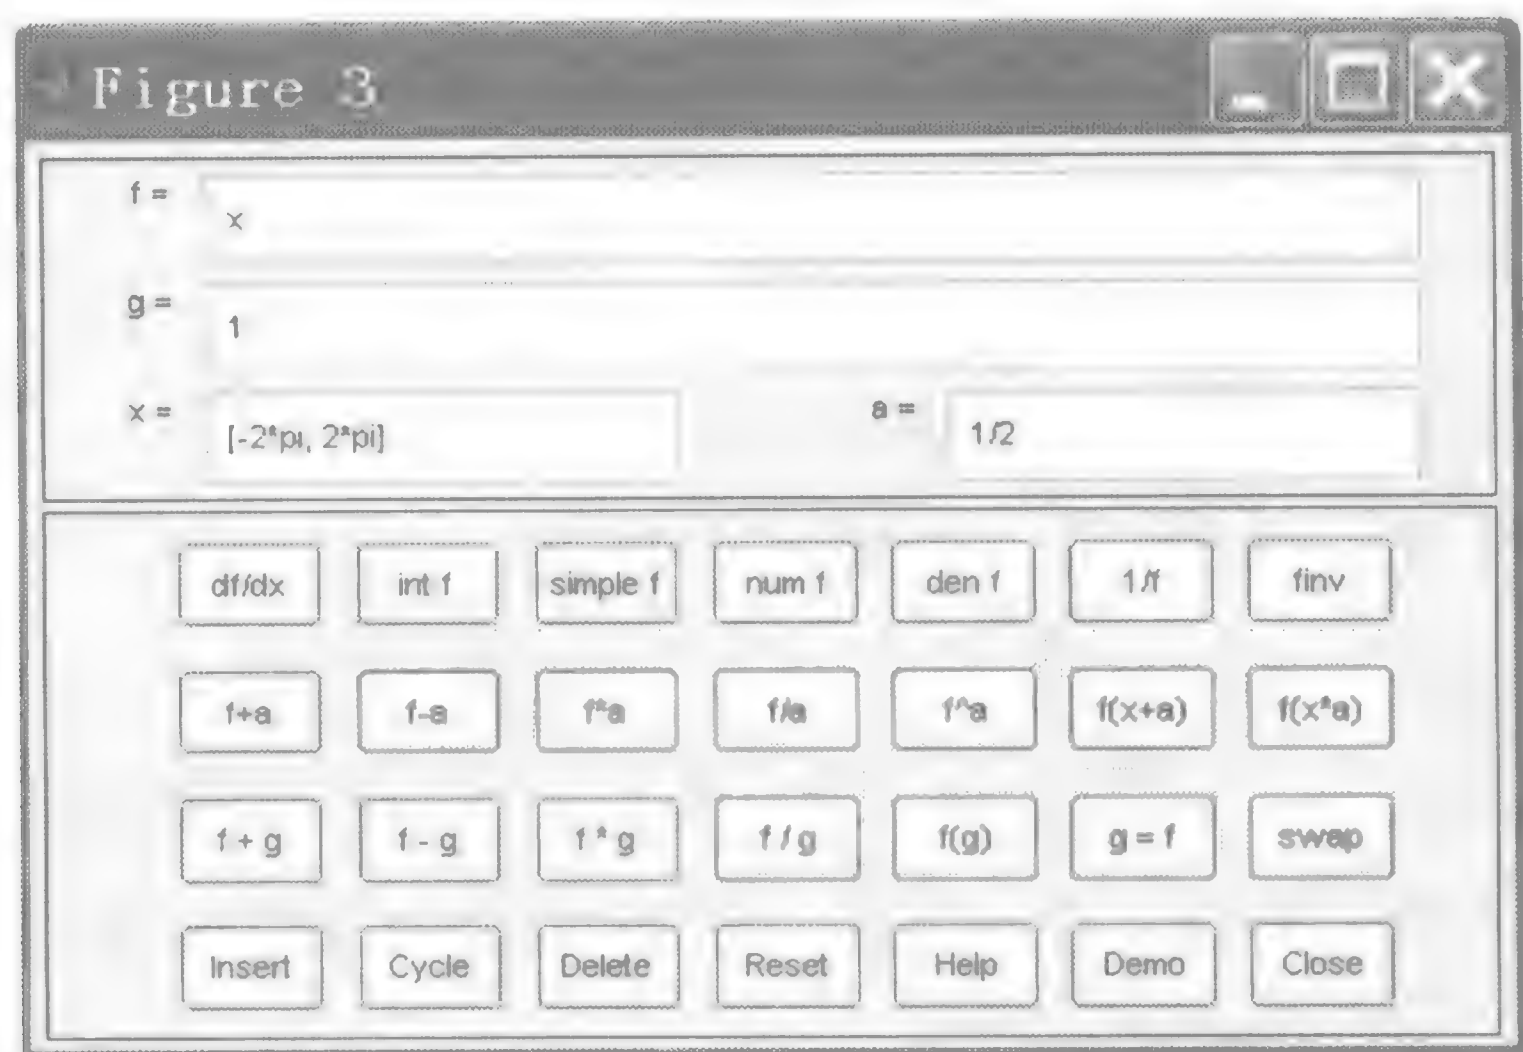 Figure 3
f =
x
g =
1
x =
[-2*pi, 2*pi]
a =
1/2
df/dx int f simple f num f den f 1/f finv
f+a f-a f*a f/a f^a f(x+a) f(x*a)
f + g f - g f * g f / g f(g) g = f swap
Insert Cycle Delete Reset Help Demo Close